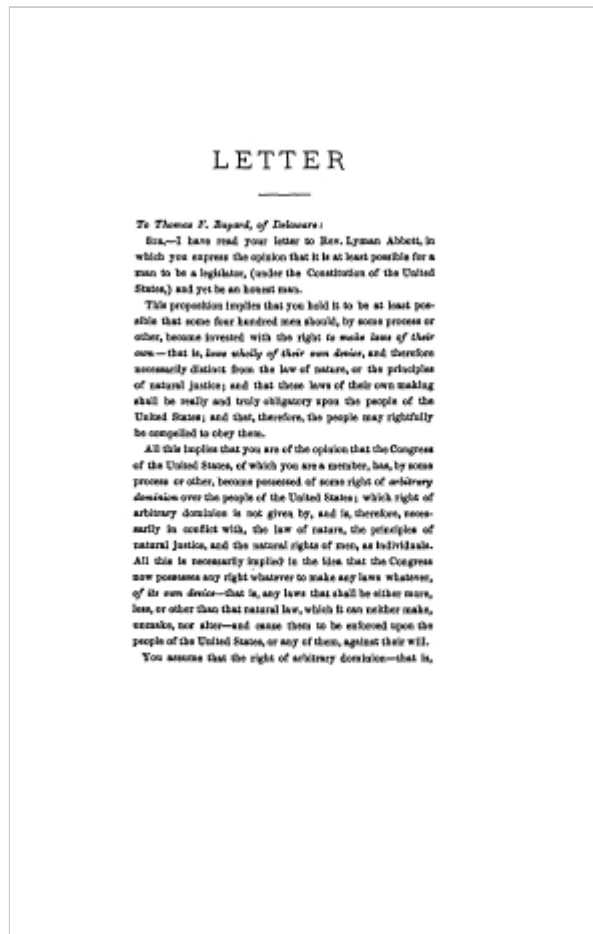 LETTER
To Thomas F. Bayard, of Delaware:
SIR,—I have read your letter to Rev. Lyman Abbott, in
which you express the opinion that it is at least possible for a
man to be a legislator, (under the Constitution of the United
States,) and yet be an honest man.
This proposition implies that you hold it to be at least pos-
sible that some four hundred men should, by some process or
other, become invested with the right to make laws of their
own—that is, laws wholly of their own device, and therefore
necessarily distinct from the law of nature, or the principles
of natural justice; and that these laws of their own making
shall be really and truly obligatory upon the people of the
United States; and that, therefore, the people may rightfully
be compelled to obey them.
All this implies that you are of the opinion that the Congress
of the United States, of which you are a member, has, by some
process or other, become possessed of some right of arbitrary
dominion over the people of the United States; which right of
arbitrary dominion is not given by, and is, therefore, neces-
sarily in conflict with, the law of nature, the principles of
natural justice, and the natural rights of men, as individuals.
All this is necessarily implied in the idea that the Congress
now possesses any right whatever to make any laws whatever,
of its own device—that is, any laws that shall be either more,
less, or other than that natural law, which it can neither make,
unmake, nor alter—and cause them to be enforced upon the
people of the United States, or any of them, against their will.
You assume that the right of arbitrary dominion—that is,